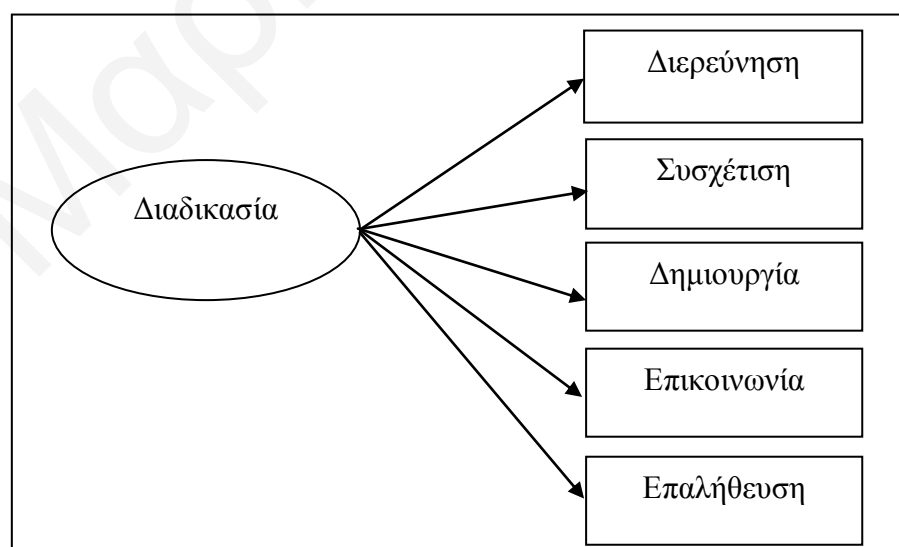 Διερεύνηση
Συσχέτιση
Διαδικασία
Δημιουργία
Επικοινωνία
Επαλήθευση